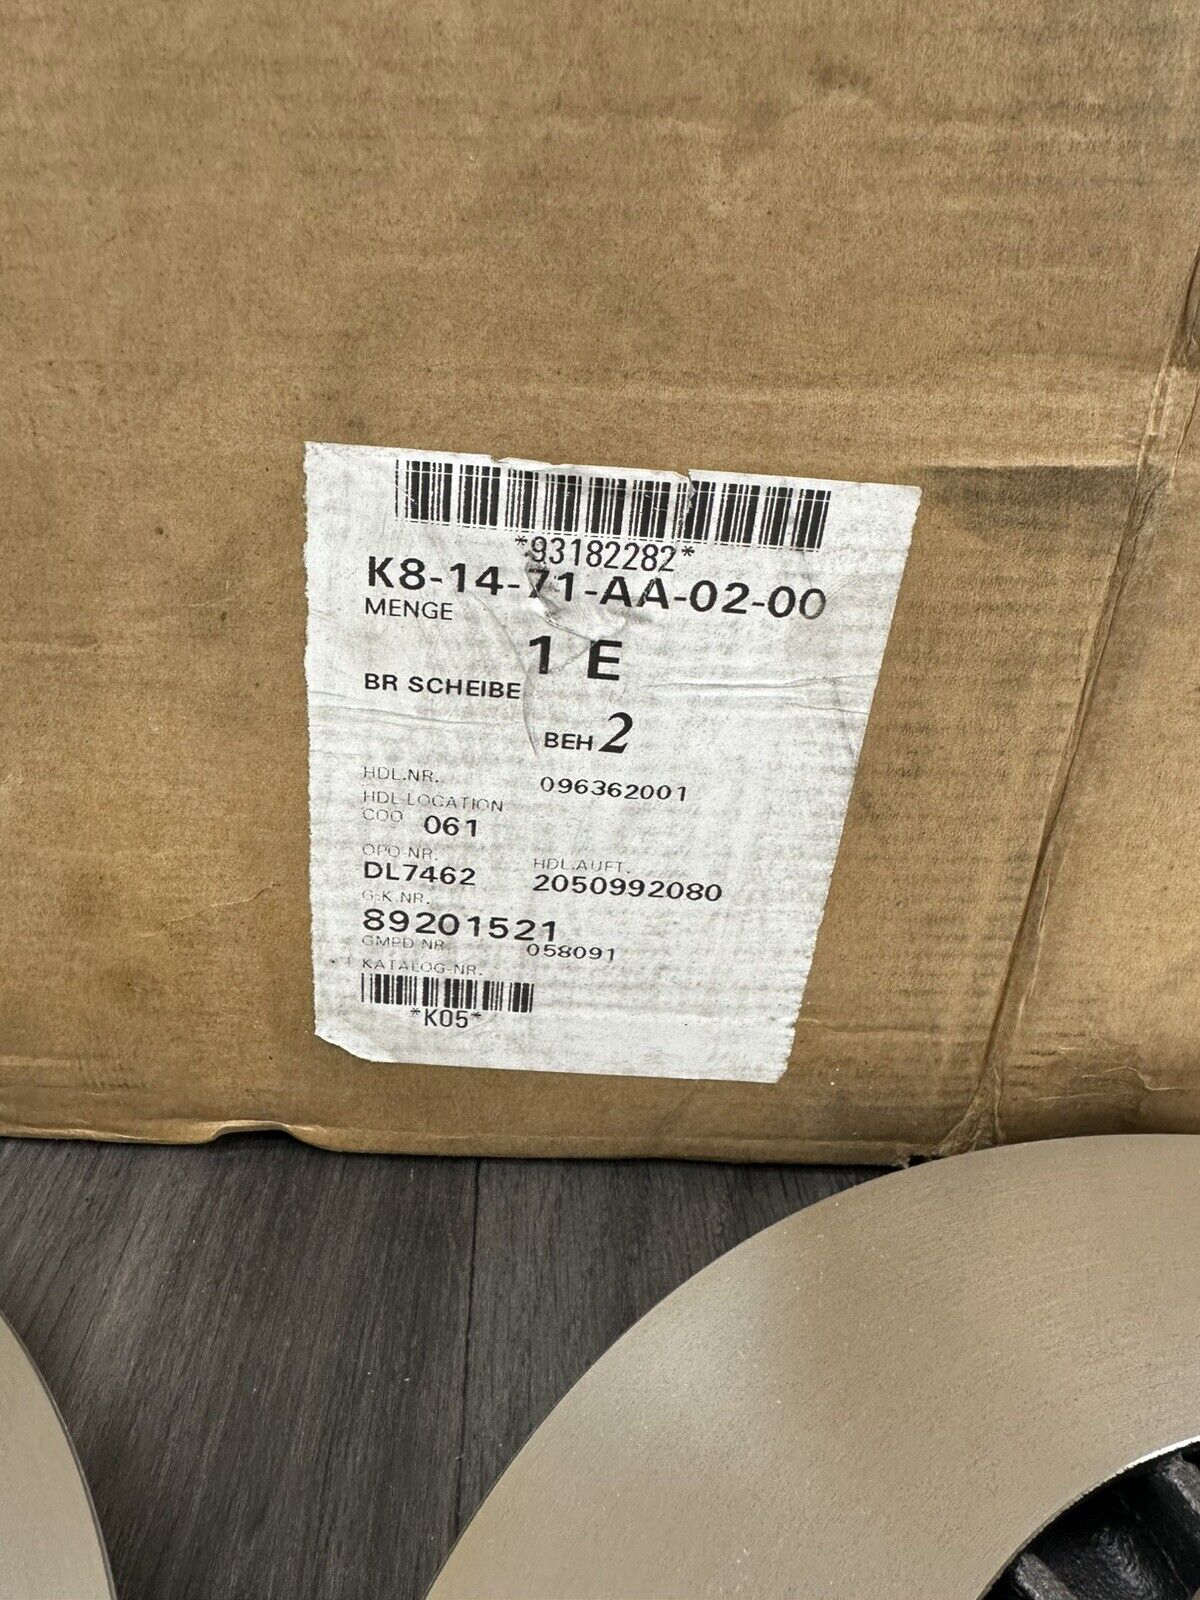 *93182282*
K8-14-71-AA-02-00
MENGE
1 E
BR SCHEIBE
BEH 2
HDL.NR. 096362001
HDL-LOCATION
COO 061
OPO-NR. HDL.AUFT.
DL7462 2050992080
G.K.NR.
89201521
GMPD NR 058091
KATALOG-NR.
*K05*